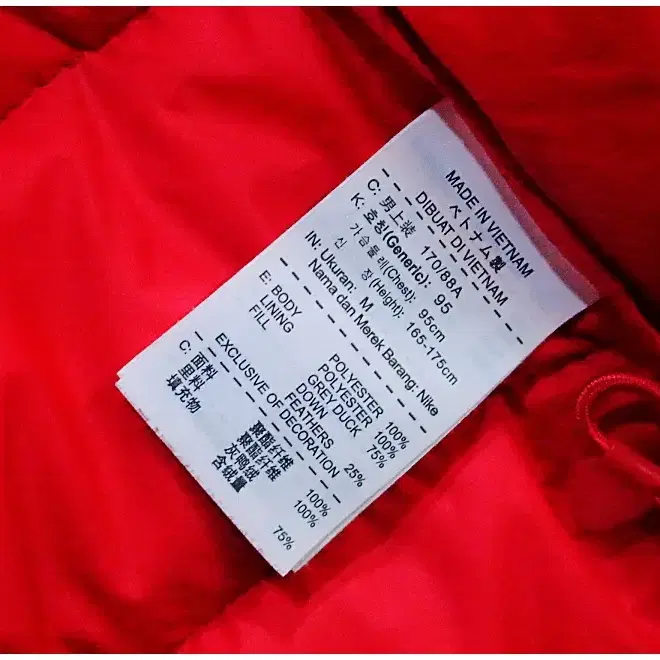 MADE IN VIETNAM
ベトナム製
DIBUAT DI VIETNAM
C: 男上装 170/88A
K: 호칭(Generic): 95
가슴둘레(Chest): 95cm
신 장(Height): 165-175cm
IN: Ukuran: M
Nama dan Merek Barang: Nike
E: BODY POLYESTER 100%
LINING POLYESTER 100%
FILL GREY DUCK 75%
DOWN
FEATHERS 25%
EXCLUSIVE OF DECORATION
C: 面料 聚酯纤维 100%
里料 聚酯纤维 100%
填充物 灰鸭绒
含绒量 75%